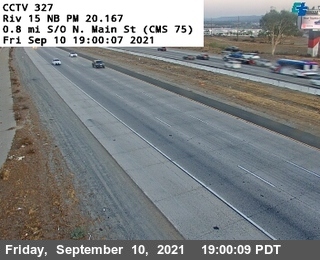 CCTV 327
Riv 15 NB PM 20.167
0.8 mi S/O N. Main St (CMS 75)
Fri Sep 10 19:00:07 2021
Friday, September 10, 2021 19:00:09 PDT